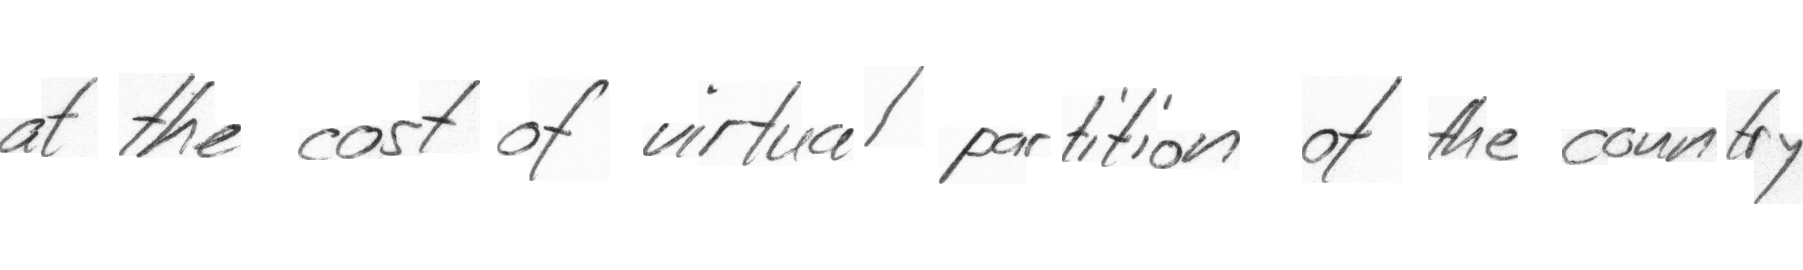 at the cost of virtual partition of the country